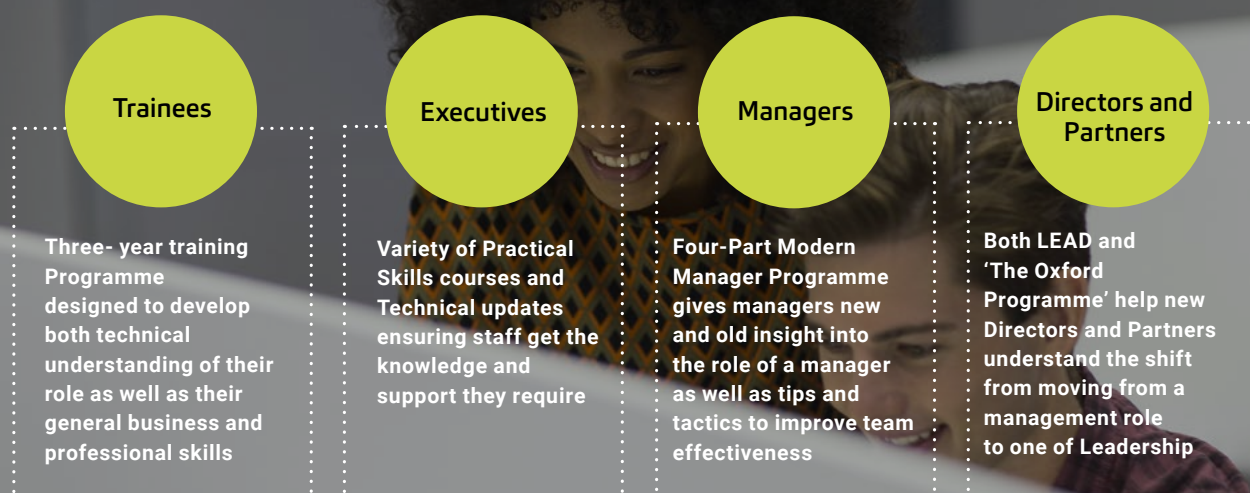 Trainees
Three- year training
Programme
designed to develop
both technical
understanding of their
role as well as their
general business and
professional skills
Executives
Variety of Practical
Skills courses and
Technical updates
ensuring staff get the
knowledge and
support they require
Managers
Four-Part Modern
Manager Programme
gives managers new
and old insight into
the role of a manager
as well as tips and
tactics to improve team
effectiveness
Directors and
Partners
Both LEAD and
‘The Oxford
Programme’ help new
Directors and Partners
understand the shift
from moving from a
management role
to one of Leadership